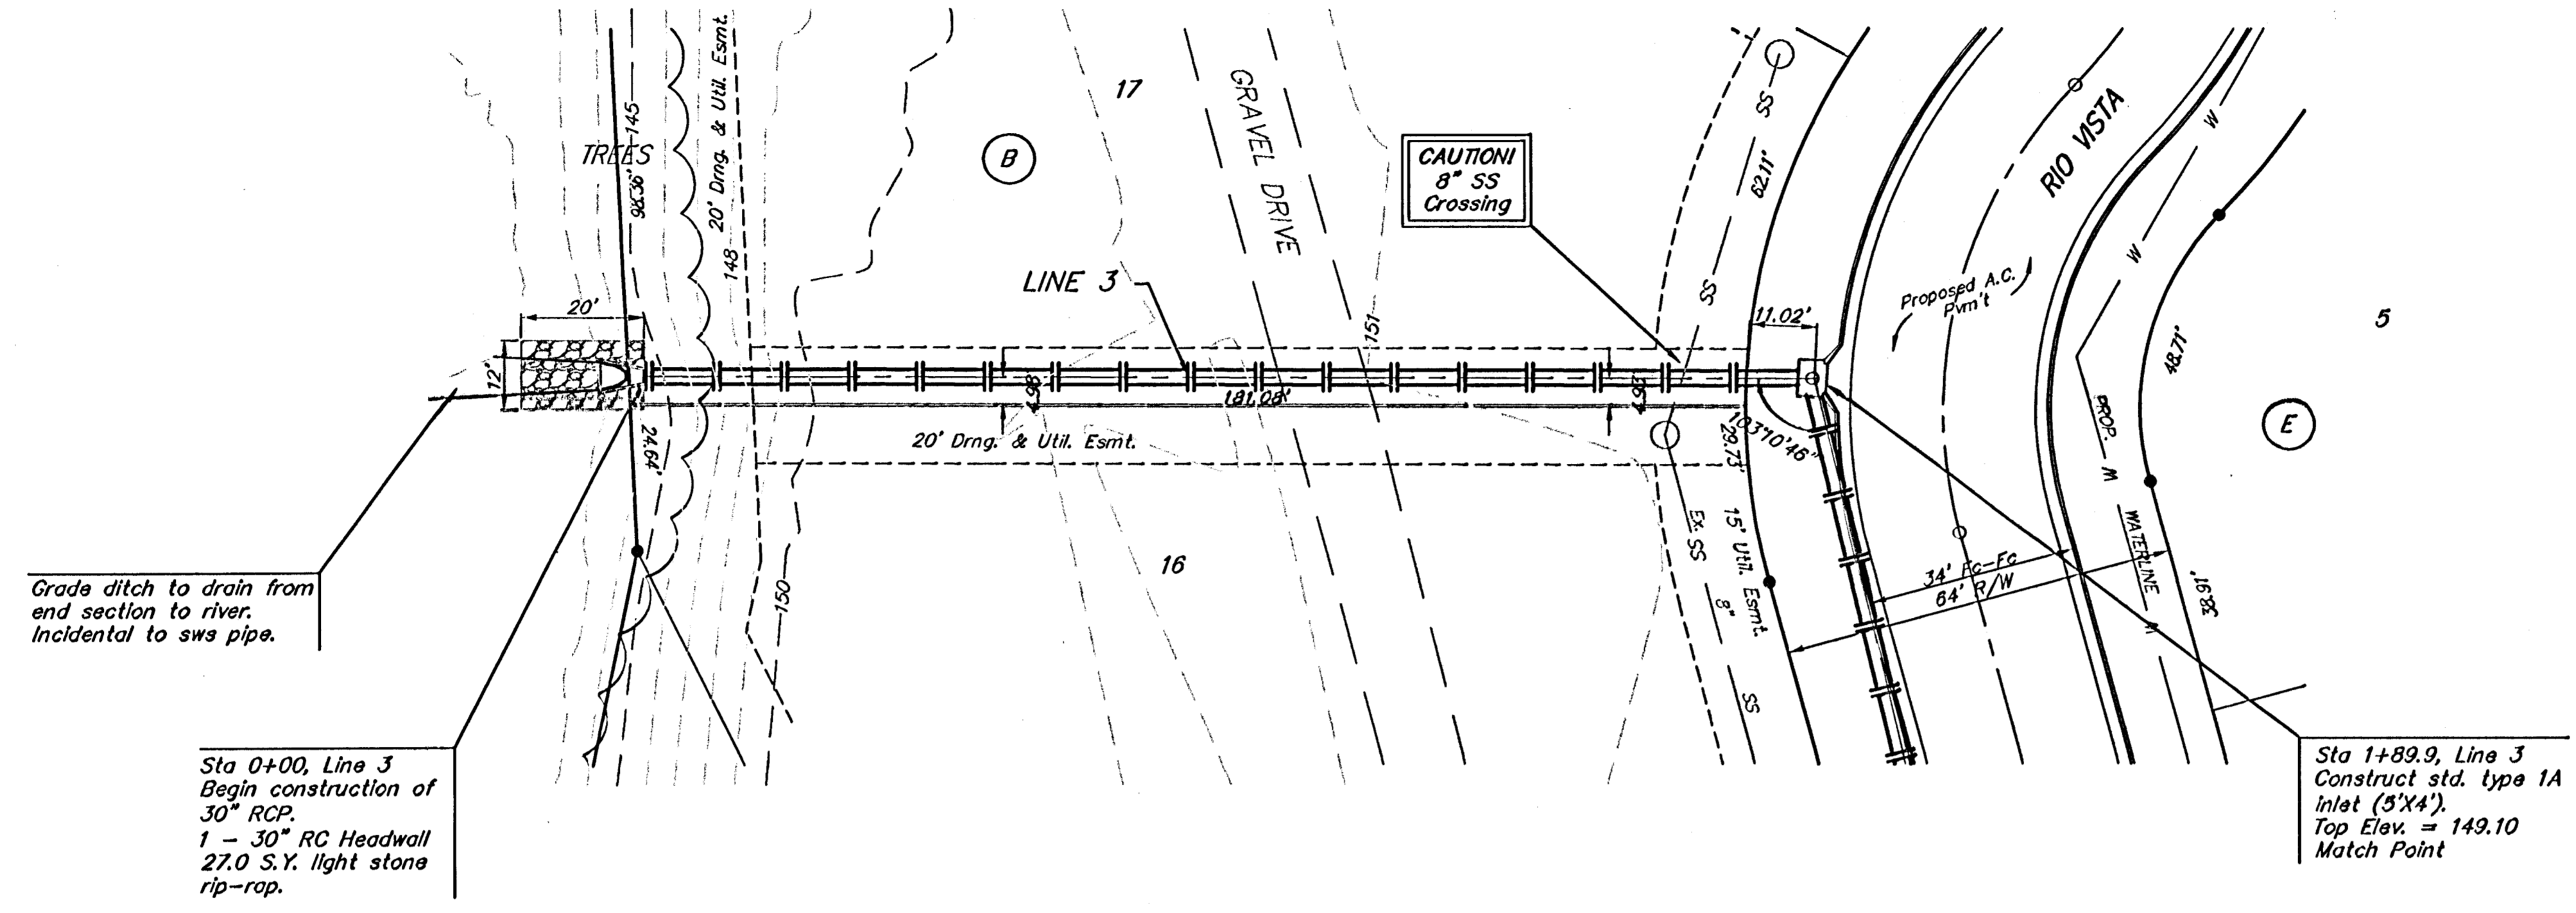 TREES
98.36'
145
20' Drng. & Util. Esmt.
148
17
B
GRAVEL DRIVE
LINE 3
151
CAUTION!
8" SS
Crossing
SS
SS
62.11'
RIO VISTA
W
W
Proposed A.C.
Pvm't
11.02'
48.71'
5
E
20'
12'
24.64'
4.98'
181.08'
20' Drng. & Util. Esmt.
29.73'
103°10'46"
PROP.
W
WATERLINE
W
150
16
Ex. SS
8"
SS
15' Util. Esmt.
34' Fc-Fc
64' R/W
38.91'
Grade ditch to drain from
end section to river.
Incidental to sws pipe.
Sta 0+00, Line 3
Begin construction of
30" RCP.
1 - 30" RC Headwall
27.0 S.Y. light stone
rip-rap.
Sta 1+89.9, Line 3
Construct std. type 1A
inlet (5'X4').
Top Elev. = 149.10
Match Point